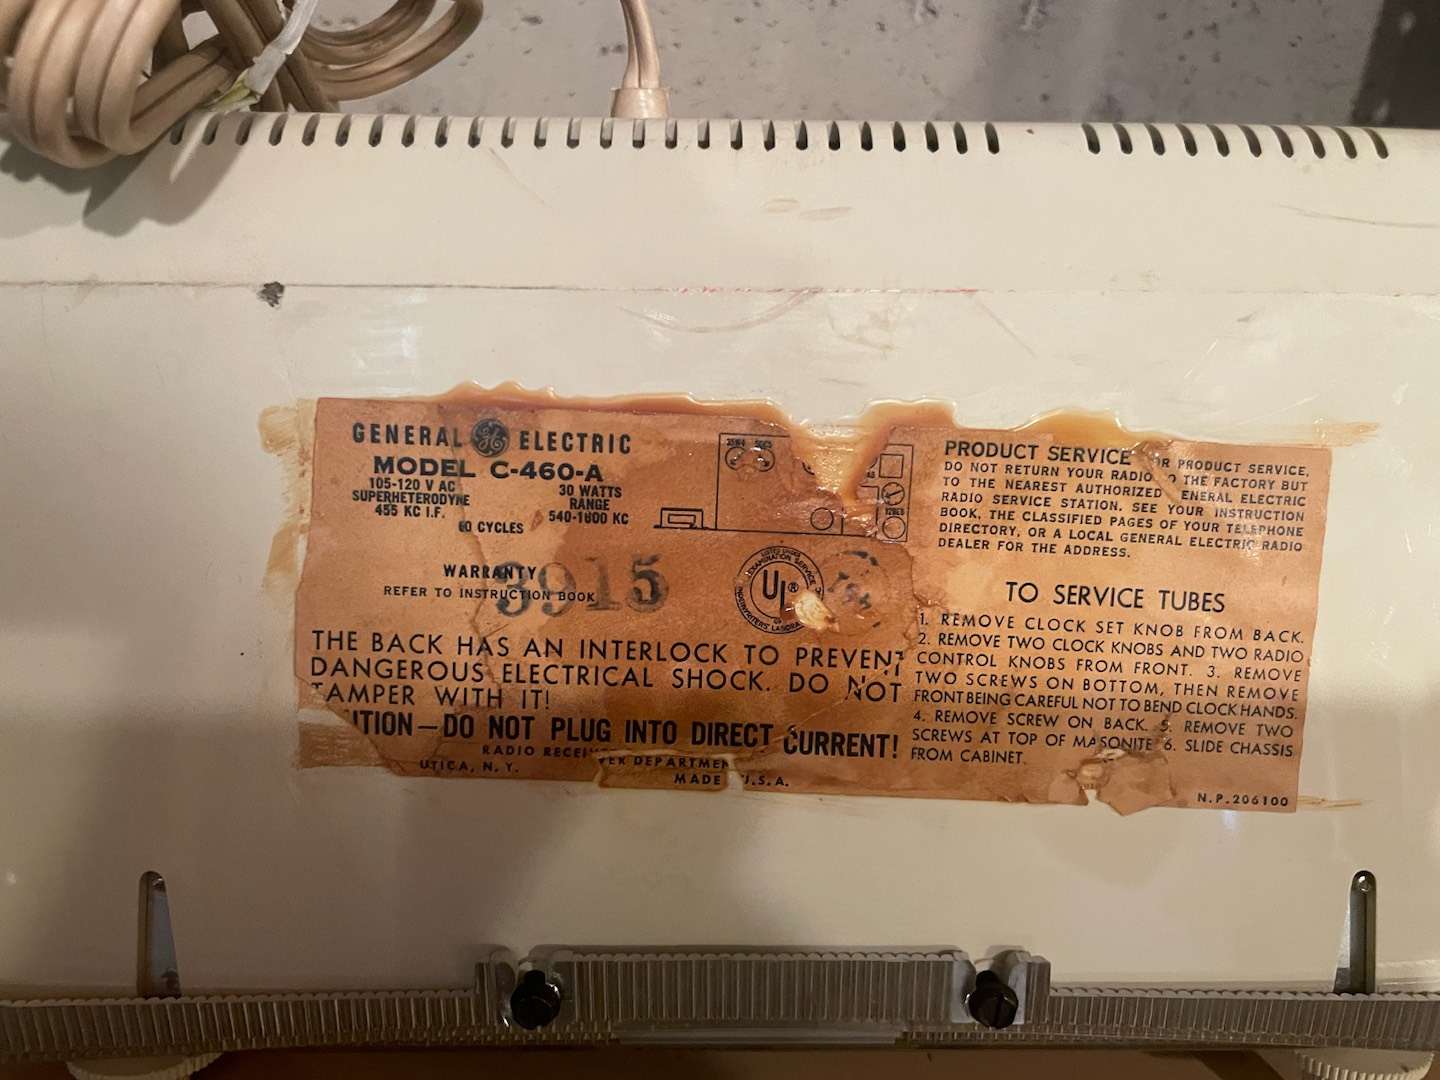 GENERAL GE ELECTRIC
MODEL C-460-A
105-120 V AC
SUPERHETERODYNE
455 KC I.F.
30 WATTS
RANGE
540-1600 KC
60 CYCLES
WARRANTY
REFER TO INSTRUCTION BOOK
3915
35W4
UL®
THE BACK HAS AN INTERLOCK TO PREVENT
DANGEROUS ELECTRICAL SHOCK. DO NOT
TAMPER WITH IT!
UTION—DO NOT PLUG INTO DIRECT CURRENT!
RADIO RECEIVER DEPARTMEN
UTICA, N. Y.
MADE U.S.A.
PRODUCT SERVICE OR PRODUCT SERVICE,
DO NOT RETURN YOUR RADIO TO THE FACTORY BUT
TO THE NEAREST AUTHORIZED ENERAL ELECTRIC
RADIO SERVICE STATION. SEE YOUR INSTRUCTION
BOOK, THE CLASSIFIED PAGES OF YOUR TELEPHONE
DIRECTORY, OR A LOCAL GENERAL ELECTRIC RADIO
DEALER FOR THE ADDRESS.
TO SERVICE TUBES
1. REMOVE CLOCK SET KNOB FROM BACK.
2. REMOVE TWO CLOCK KNOBS AND TWO RADIO
CONTROL KNOBS FROM FRONT. 3. REMOVE
TWO SCREWS ON BOTTOM, THEN REMOVE
FRONT BEING CAREFUL NOT TO BEND CLOCK HANDS.
4. REMOVE SCREW ON BACK. 5. REMOVE TWO
SCREWS AT TOP OF MASONITE 6. SLIDE CHASSIS
FROM CABINET.
N.P.206100